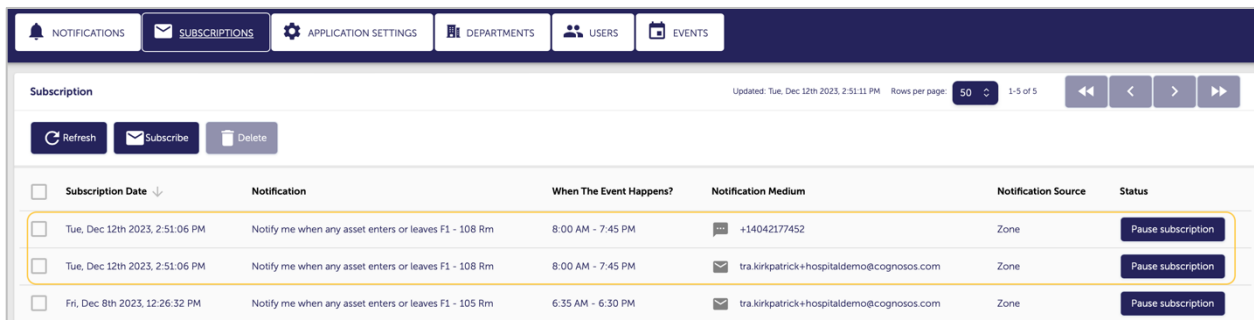 NOTIFICATIONS SUBSCRIPTIONS APPLICATION SETTINGS DEPARTMENTS USERS EVENTS
Subscription Updated: Tue, Dec 12th 2023, 2:51:11 PM Rows per page: 50 1-5 of 5
Refresh Subscribe Delete
Subscription Date Notification When The Event Happens? Notification Medium Notification Source Status
Tue, Dec 12th 2023, 2:51:06 PM Notify me when any asset enters or leaves F1 - 108 Rm 8:00 AM - 7:45 PM +14042177452 Zone Pause subscription
Tue, Dec 12th 2023, 2:51:06 PM Notify me when any asset enters or leaves F1 - 108 Rm 8:00 AM - 7:45 PM tra.kirkpatrick+hospitaldemo@cognosos.com Zone Pause subscription
Fri, Dec 8th 2023, 12:26:32 PM Notify me when any asset enters or leaves F1 - 105 Rm 6:35 AM - 6:30 PM tra.kirkpatrick+hospitaldemo@cognosos.com Zone Pause subscription